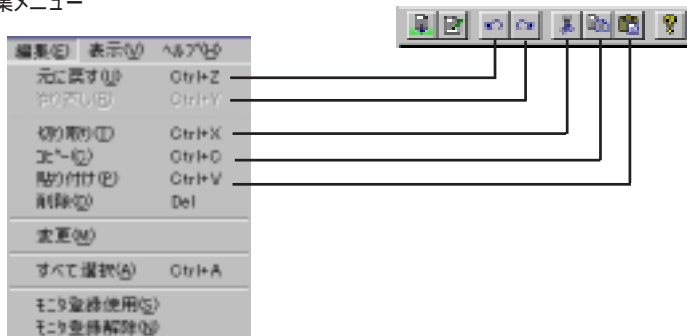 集メニュー
編集(E) 表示(V) ヘルプ(H)
元に戻す(U) Ctrl+Z
やり直し(R) Ctrl+Y
切り取り(T) Ctrl+X
コピー(C) Ctrl+C
貼り付け(P) Ctrl+V
削除(D) Del
変更(M)
すべて選択(A) Ctrl+A
モニタ登録使用(S)
モニタ登録解除(N)